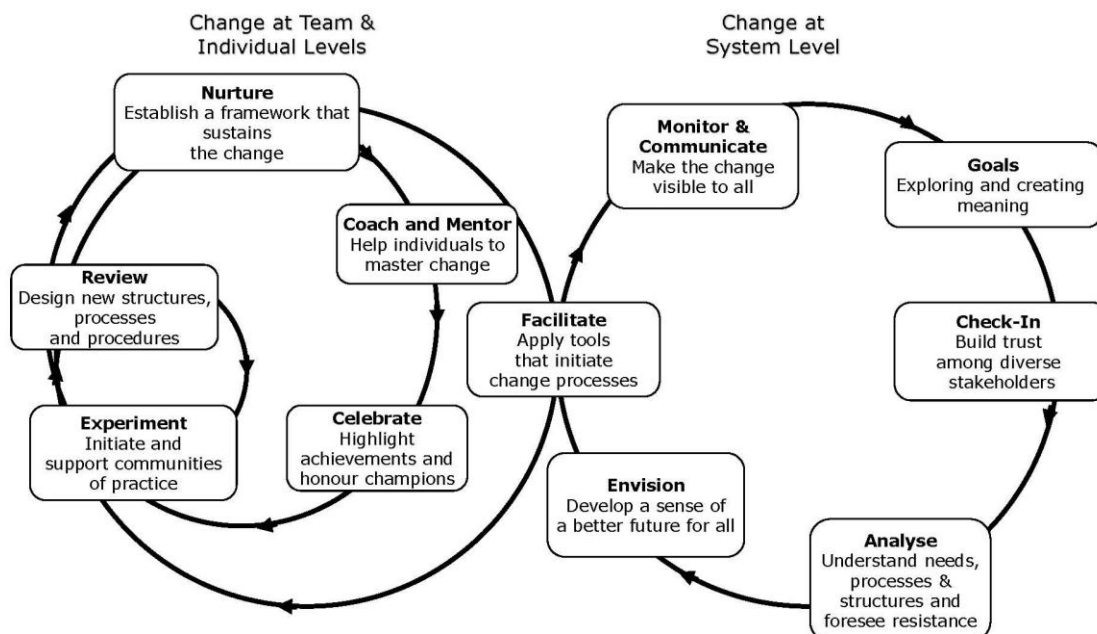 Change at Team &
Individual Levels
Change at
System Level
Nurture
Establish a framework that
sustains
the change
Monitor &
Communicate
Make the change
visible to all
Goals
Exploring and creating
meaning
Coach and Mentor
Help individuals to
master change
Review
Design new structures,
processes
and procedures
Facilitate
Apply tools
that initiate
change processes
Check-In
Build trust
among diverse
stakeholders
Experiment
Initiate and
support communities
of practice
Celebrate
Highlight
achievements and
honour champions
Envision
Develop a sense of
a better future for all
Analyse
Understand needs,
processes &
structures and
foresee resistance